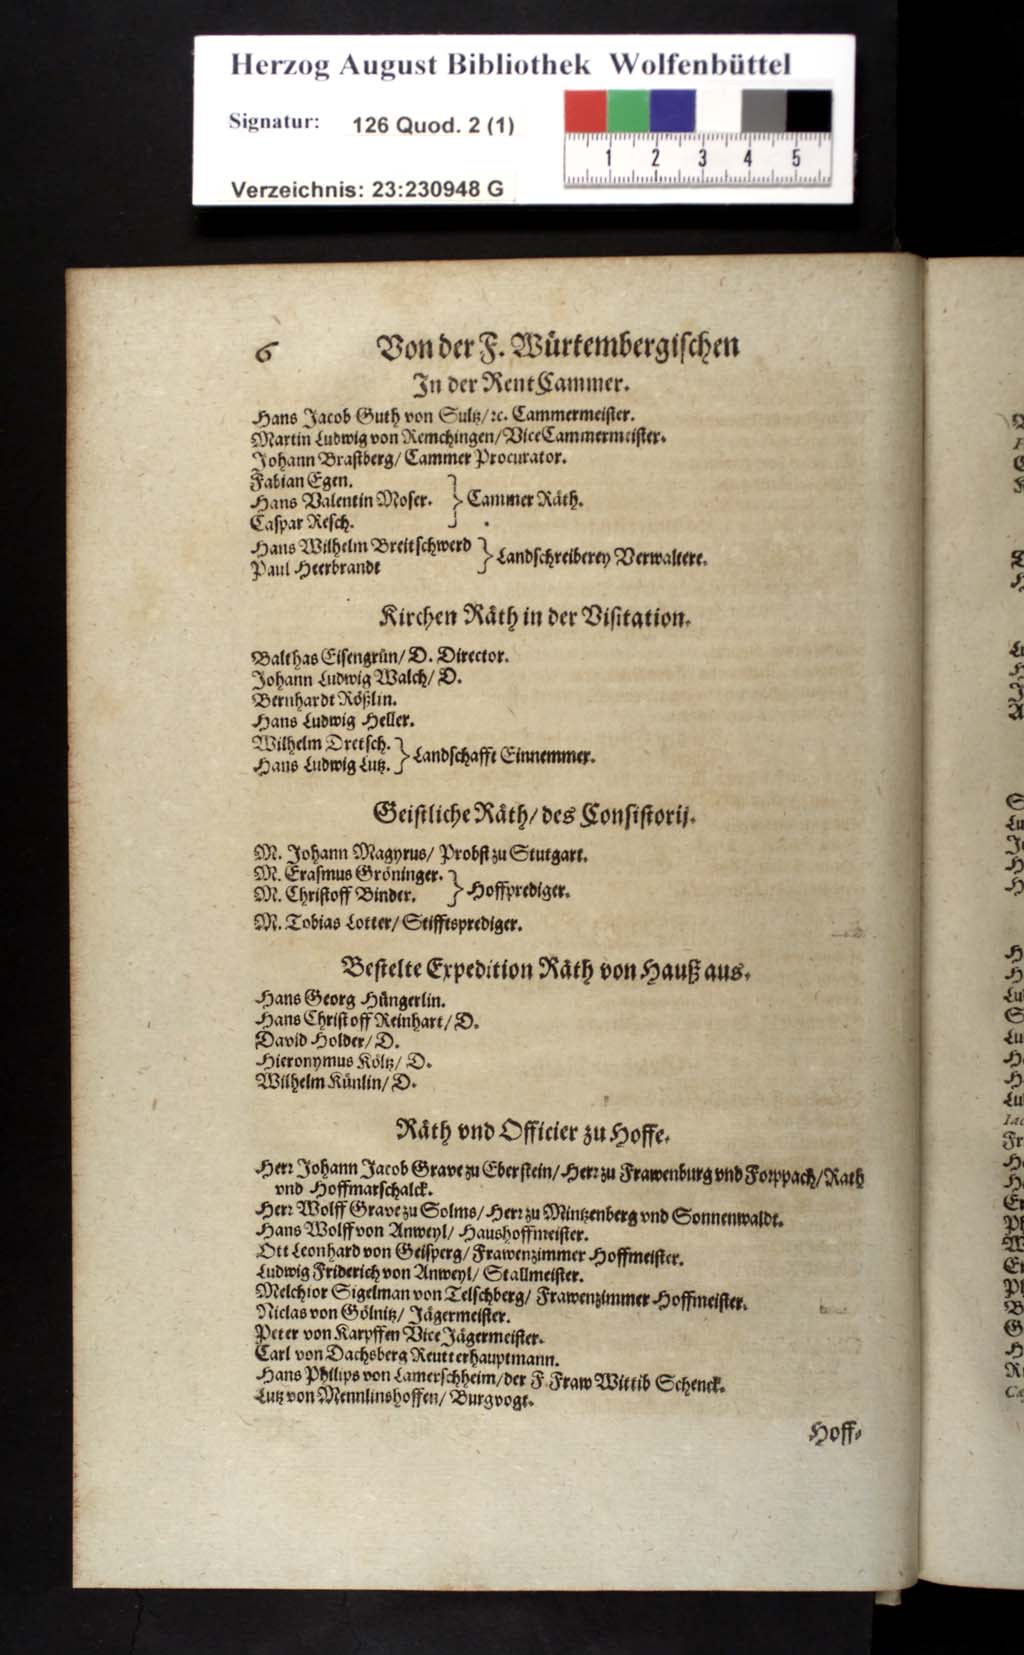 Herzog August Bibliothek Wolfenbüttel
Signatur: 126 Quod. 2 (1)
1 2 3 4 5
Verzeichnis: 23:230948 G
6 Von der F. Würtembergischen
In der RentCammer.
Hans Jacob Guth von Sultz/ ꝛc. Cammermeister.
Martin Ludwig von Remchingen/ ViceCammermeister.
Johann Brastberg/ Cammer Procurator.
Fabian Egen.
Hans Valentin Moser. } Cammer Räth.
Caspar Resch.
Hans Wilhelm Breitschwerd } Landschreiberey Verwaltere.
Paul Heerbrandt
Kirchen Räth in der Visitation.
Balthas Eisengrün/ D. Director.
Johann Ludwig Walch/ D.
Bernhardt Rößlin.
Hans Ludwig Heller.
Wilhelm Dretsch. } Landschafft Einnemmer.
Hans Ludwig Lutz.
Geistliche Räth/ des Consistorij.
M. Johann Magyrus/ Probst zu Stutgart.
M. Erasmus Gröninger. } Hoffprediger.
M. Christoff Binder.
M. Tobias Lotter/ Stifftsprediger.
Bestelte Expedition Räth von Hauß aus.
Hans Georg Hüngerlin.
Hans Christoff Reinhart/ D.
David Holder/ D.
Hieronymus Költz/ D.
Wilhelm Künlin/ D.
Räth vnd Officier zu Hoffe.
Herr Johann Jacob Grave zu Eberstein/ Herr zu Frawenburg vnd Forppach/ Rath
vnd Hoffmarschalck.
Herr Wolff Grave zu Solms/ Herr zu Mintzenberg vnd Sonnenwaldt.
Hans Wolff von Anweyl/ Haushoffmeister.
Ott Leonhard von Geisperg/ Frawenzimmer Hoffmeister.
Ludwig Friderich von Anweyl/ Stallmeister.
Melchior Sigelman von Telschberg/ Frawenzimmer Hoffmeister.
Niclas von Gölnitz/ Jägermeister.
Peter von Karpffen Vice Jägermeister.
Carl von Dachsberg Reutterhauptmann.
Hans Philips von Lamerschheim/ der F. Fraw Wittib Schenck.
Lutz von Mennlinshoffen/ Burgvogt.
Hoff-